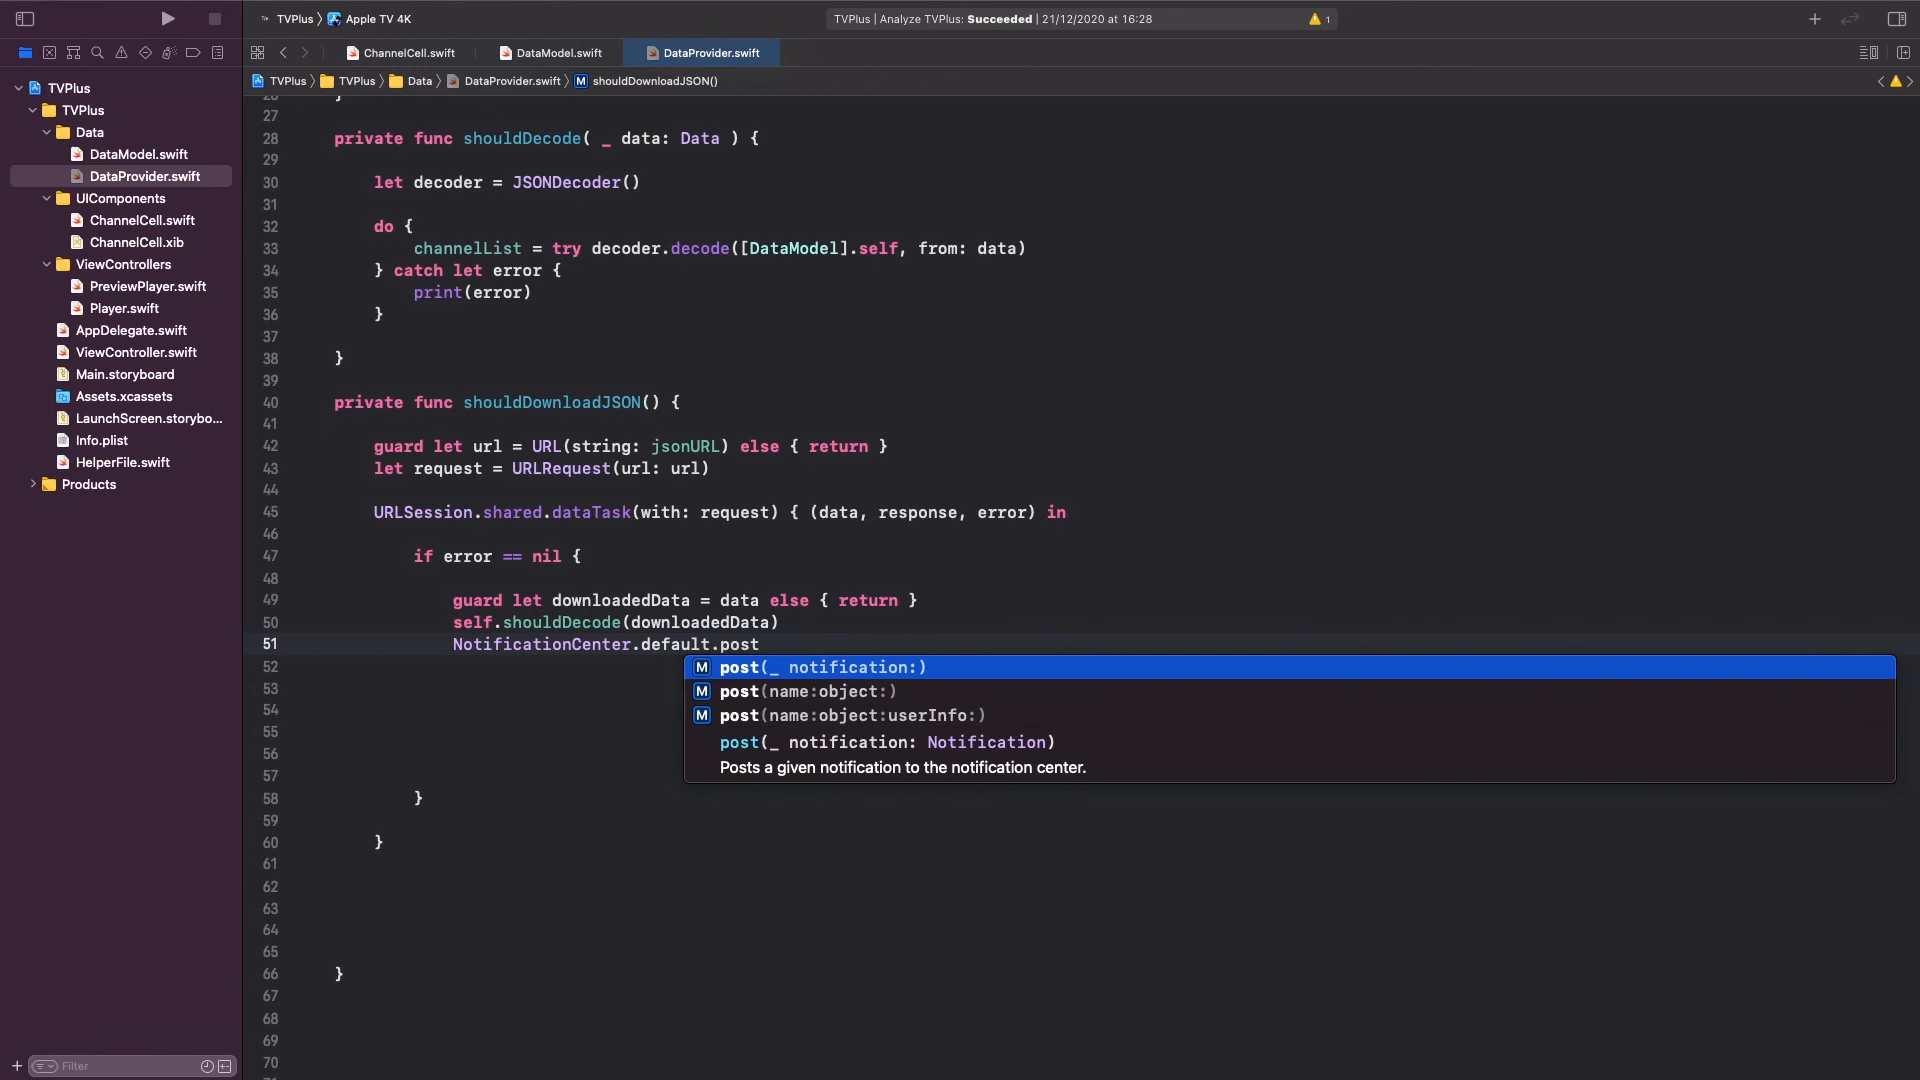 TVPlus
Apple TV 4K
TVPlus | Analyze TVPlus: Succeeded | 21/12/2020 at 16:28
1
ChannelCell.swift
DataModel.swift
DataProvider.swift
TVPlus
TVPlus
Data
DataProvider.swift
M shouldDownloadJSON()
TVPlus
TVPlus
Data
DataModel.swift
DataProvider.swift
UIComponents
ChannelCell.swift
ChannelCell.xib
ViewControllers
PreviewPlayer.swift
Player.swift
AppDelegate.swift
ViewController.swift
Main.storyboard
Assets.xcassets
LaunchScreen.storybo...
Info.plist
HelperFile.swift
Products
Filter
27
28 private func shouldDecode( _ data: Data ) {
29
30 let decoder = JSONDecoder()
31
32 do {
33 channelList = try decoder.decode([DataModel].self, from: data)
34 } catch let error {
35 print(error)
36 }
37
38 }
39
40 private func shouldDownloadJSON() {
41
42 guard let url = URL(string: jsonURL) else { return }
43 let request = URLRequest(url: url)
44
45 URLSession.shared.dataTask(with: request) { (data, response, error) in
46
47 if error == nil {
48
49 guard let downloadedData = data else { return }
50 self.shouldDecode(downloadedData)
51 NotificationCenter.default.post
52 M post(_ notification:)
53 M post(name:object:)
54 M post(name:object:userInfo:)
55 post(_ notification: Notification)
56 Posts a given notification to the notification center.
57
58 }
59
60 }
61
62
63
64
65
66 }
67
68
69
70